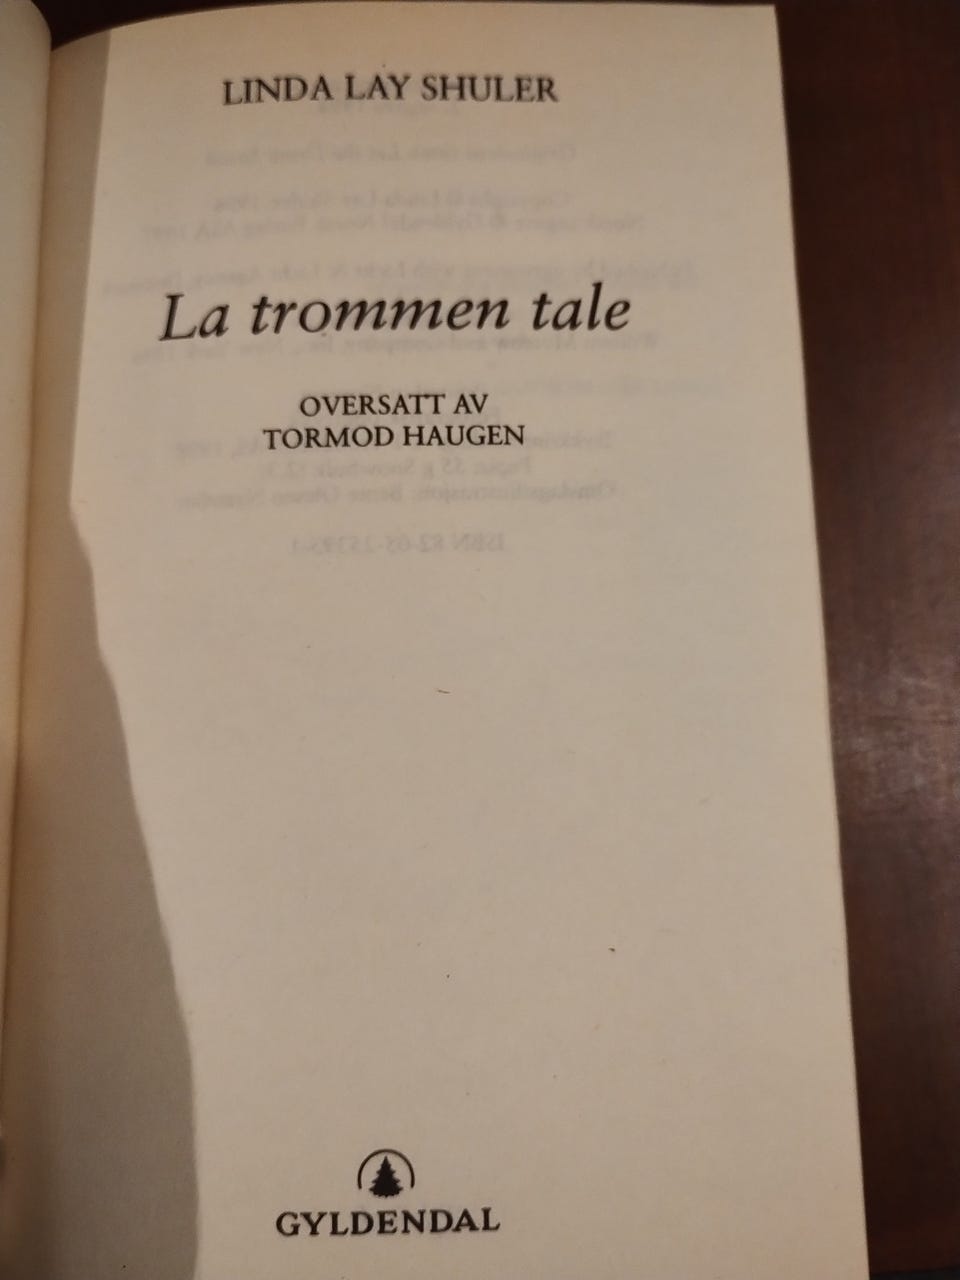 LINDA LAY SHULER
La trommen tale
OVERSATT AV
TORMOD HAUGEN
GYLDENDAL